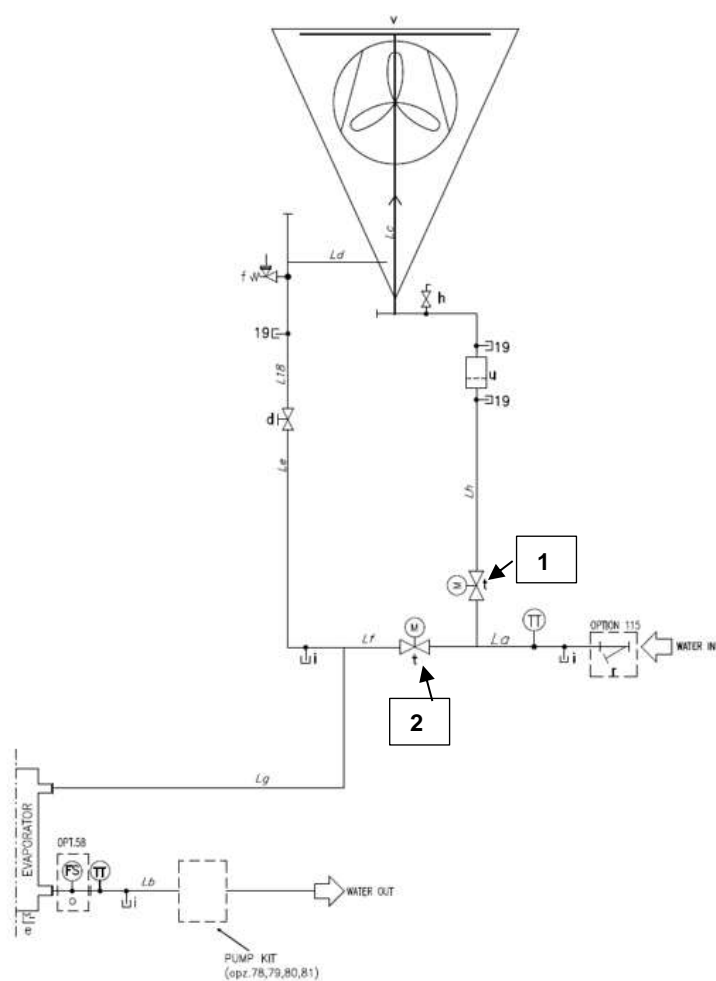 v
Lc
Ld
f w
h
19
19
L18
u
19
d
Le
Lh
1
M
t
M
TT
OPTION 115
Lf
La
WATER IN
i
t
i
r
2
Lg
EVAPORATOR
OPT.58
FS
TT
Lb
WATER OUT
o
i
e
PUMP KIT
(opz.78,79,80,81)